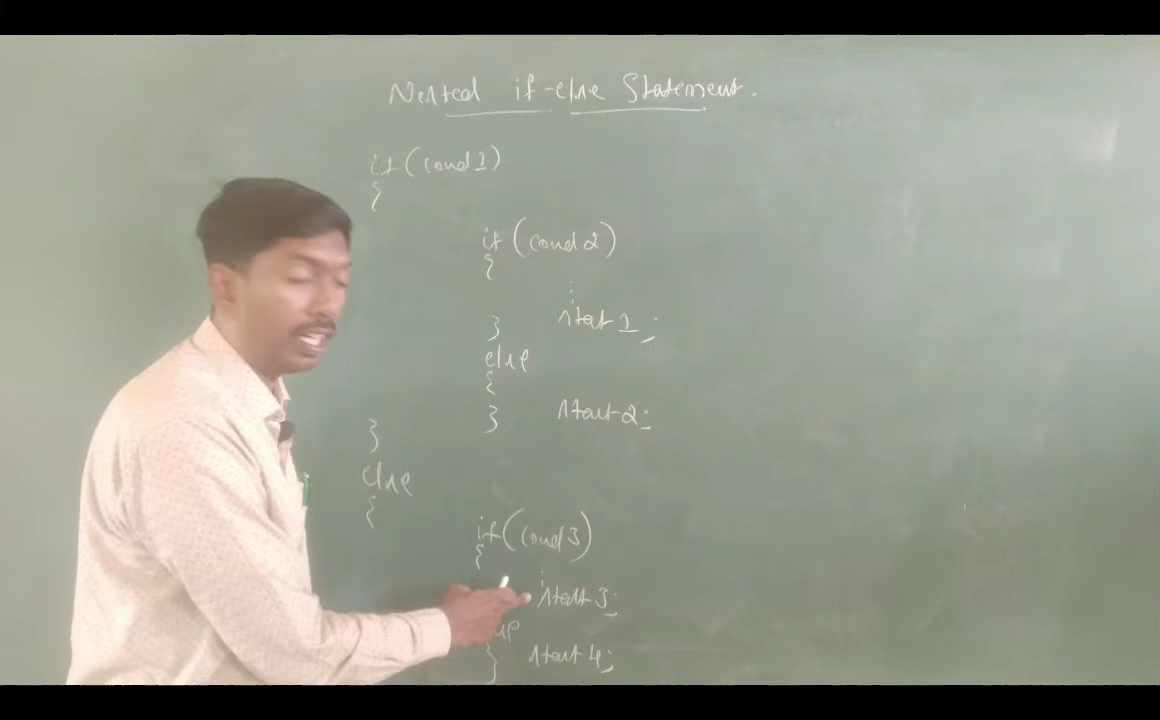 Nested if-else Statement.
if (cond 1)
{
if (cond 2)
{
:
stat 1;
}
else
{
stat 2;
}
}
else
{
if (cond 3)
{
:
stat 3;
stat 4;
}